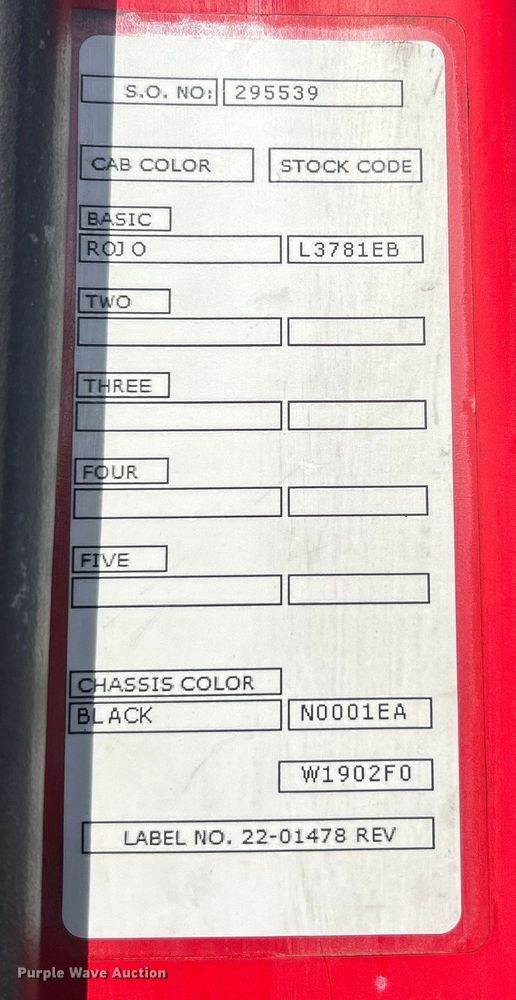 S.O. NO: 295539
CAB COLOR STOCK CODE
BASIC
ROJO L3781EB
TWO
THREE
FOUR
FIVE
CHASSIS COLOR
BLACK N0001EA
W1902F0
LABEL NO. 22-01478 REV
Purple Wave Auction